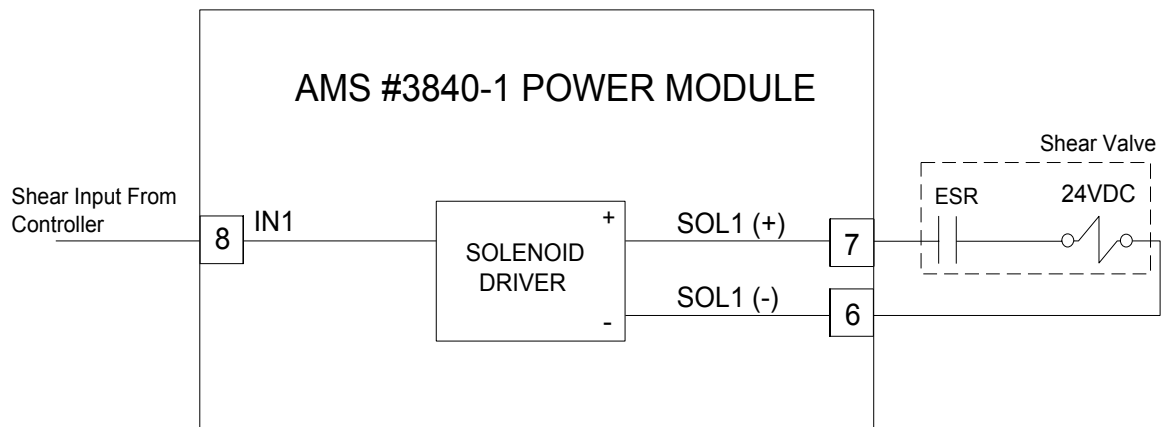 AMS #3840-1 POWER MODULE
Shear Valve
Shear Input From
Controller
8
IN1
SOLENOID
DRIVER
+
-
SOL1 (+)
7
SOL1 (-)
6
ESR
24VDC